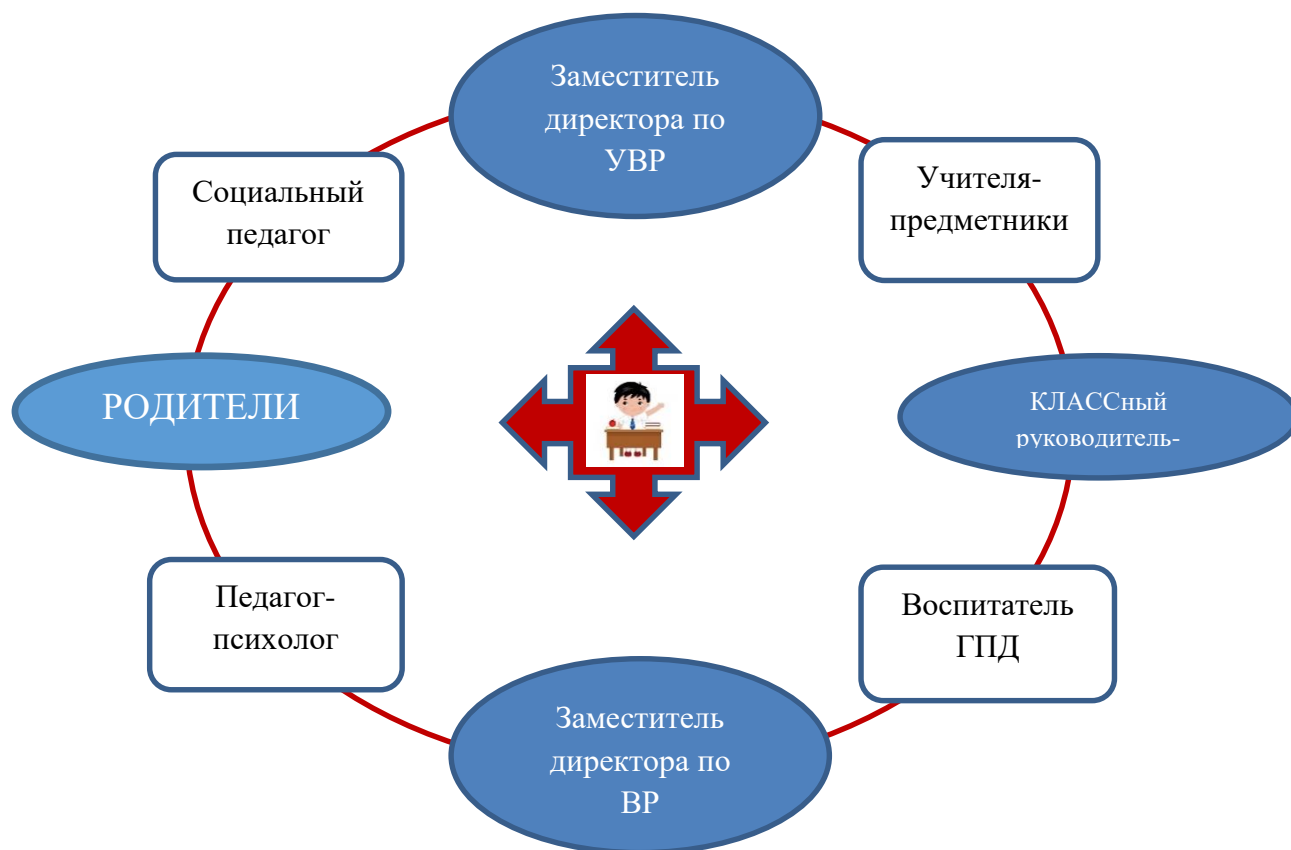 Заместитель
директора по
УВР
Социальный
педагог
Учителя-
предметники
РОДИТЕЛИ
КЛАССный
руководитель-
Педагог-
психолог
Воспитатель
ГПД
Заместитель
директора по
ВР